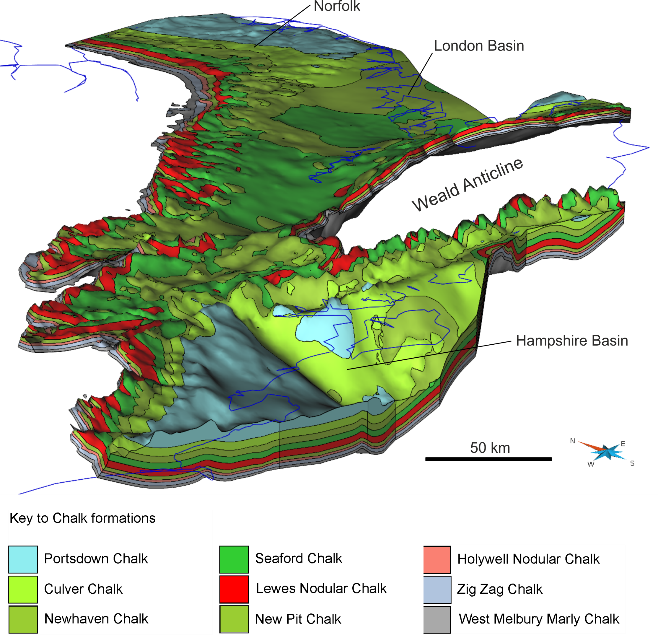 Norfolk
London Basin
Weald Anticline
Hampshire Basin
50 km
N
E
W
S
Key to Chalk formations
Portsdown Chalk
Seaford Chalk
Holywell Nodular Chalk
Culver Chalk
Lewes Nodular Chalk
Zig Zag Chalk
Newhaven Chalk
New Pit Chalk
West Melbury Marly Chalk